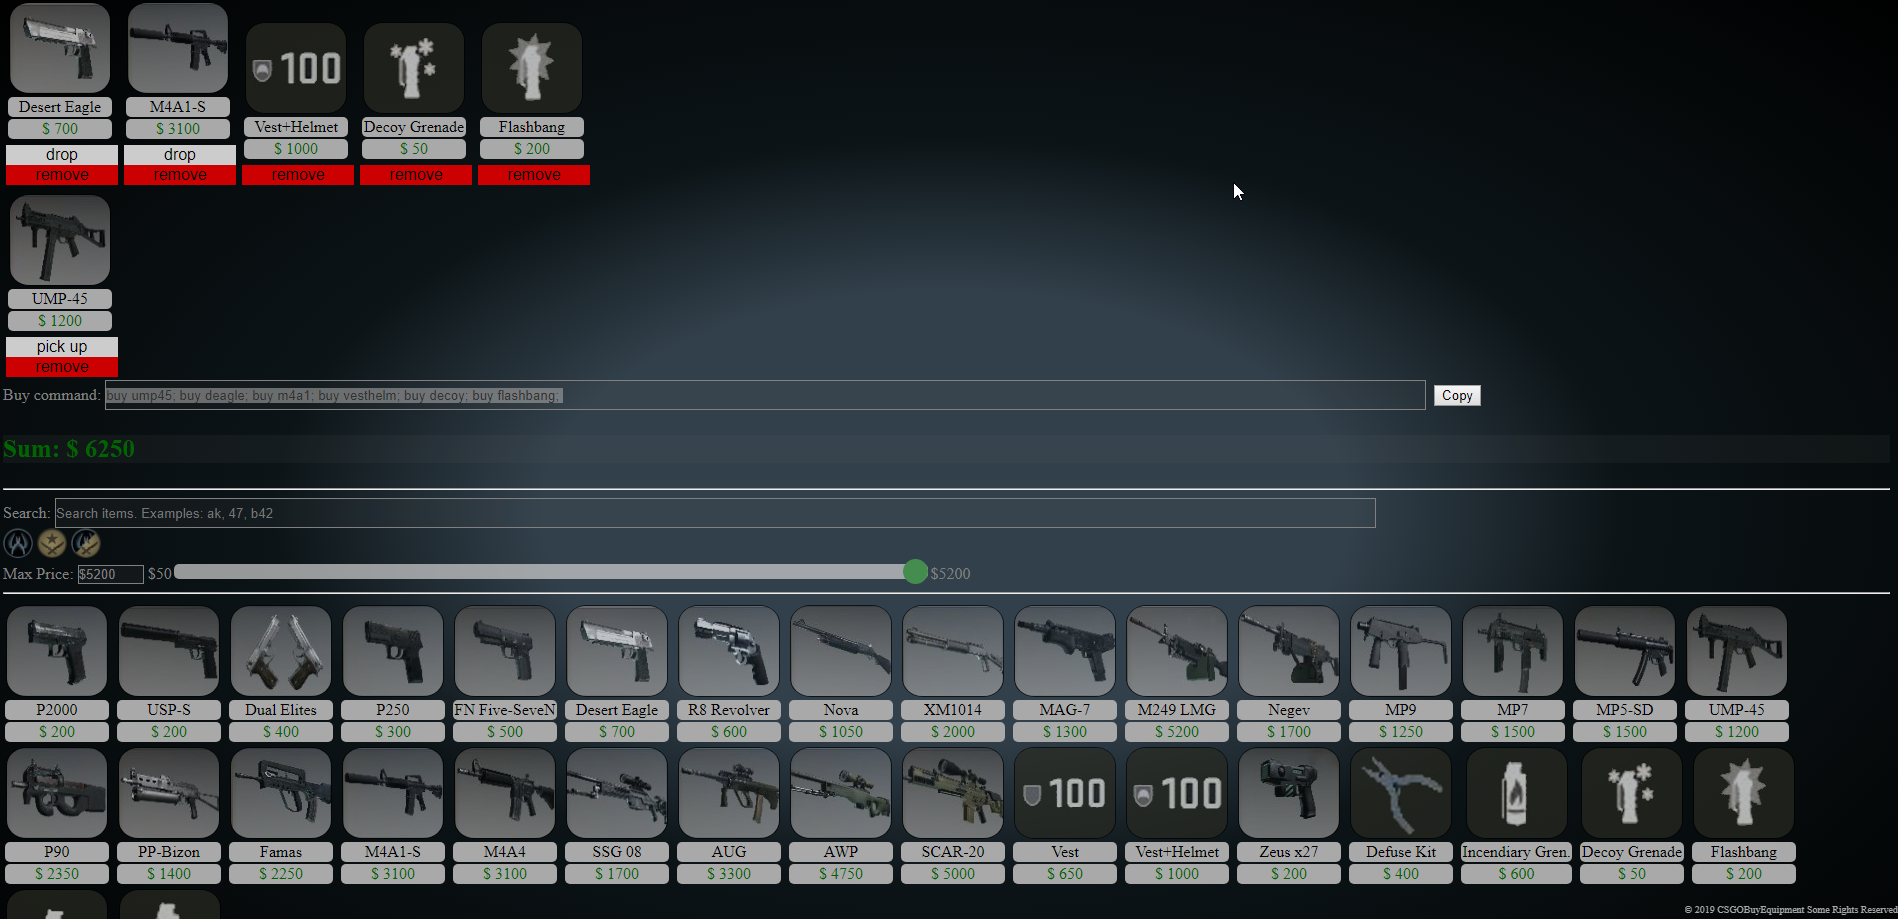 Desert Eagle M4A1-S
$ 700 $ 3100
100
Vest+Helmet Decoy Grenade Flashbang
$ 1000 $ 50 $ 200
drop drop
remove remove remove remove remove
UMP-45
$ 1200
pick up
remove
Buy command: buy ump45; buy deagle; buy m4a1; buy vesthelm; buy decoy; buy flashbang; Copy
Sum: $ 6250
Search: Search items. Examples: ak, 47, b42
Max Price: $5200 $50 $5200
P2000 USP-S Dual Elites P250 FN Five-SeveN Desert Eagle R8 Revolver Nova XM1014 MAG-7 M249 LMG Negev MP9 MP7 MP5-SD UMP-45
$ 200 $ 200 $ 400 $ 300 $ 500 $ 700 $ 600 $ 1050 $ 2000 $ 1300 $ 5200 $ 1700 $ 1250 $ 1500 $ 1500 $ 1200
100 100
P90 PP-Bizon Famas M4A1-S M4A4 SSG 08 AUG AWP SCAR-20 Vest Vest+Helmet Zeus x27 Defuse Kit Incendiary Gren. Decoy Grenade Flashbang
$ 2350 $ 1400 $ 2250 $ 3100 $ 3100 $ 1700 $ 3300 $ 4750 $ 5000 $ 650 $ 1000 $ 200 $ 400 $ 600 $ 50 $ 200
© 2019 CSGOBuyEquipment Some Rights Reserved